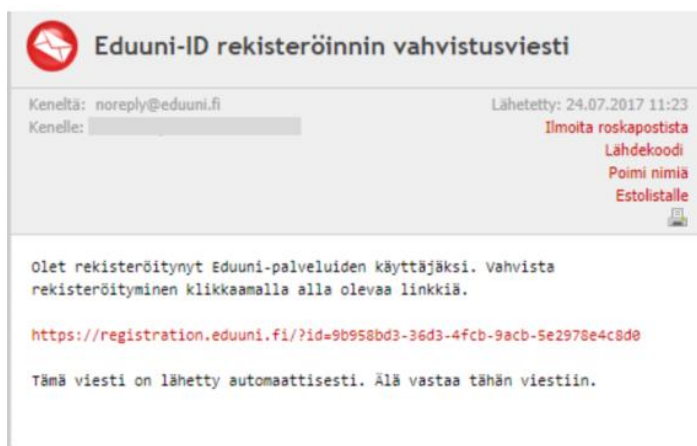 Eduuni-ID rekisteröinnin vahvistusviesti
Keneltä: noreply@eduuni.fi
Lähetetty: 24.07.2017 11:23
Kenelle:
Ilmoita roskapostista
Lähdekoodi
Poimi nimiä
Estolistalle
Olet rekisteröitynyt Eduuni-palveluiden käyttäjäksi. Vahvista
rekisteröityminen klikkaamalla alla olevaa linkkiä.
https://registration.eduuni.fi/?id=9b958bd3-36d3-4fcb-9acb-5e2978e4c8d0
Tämä viesti on lähetty automaattisesti. Älä vastaa tähän viestiin.